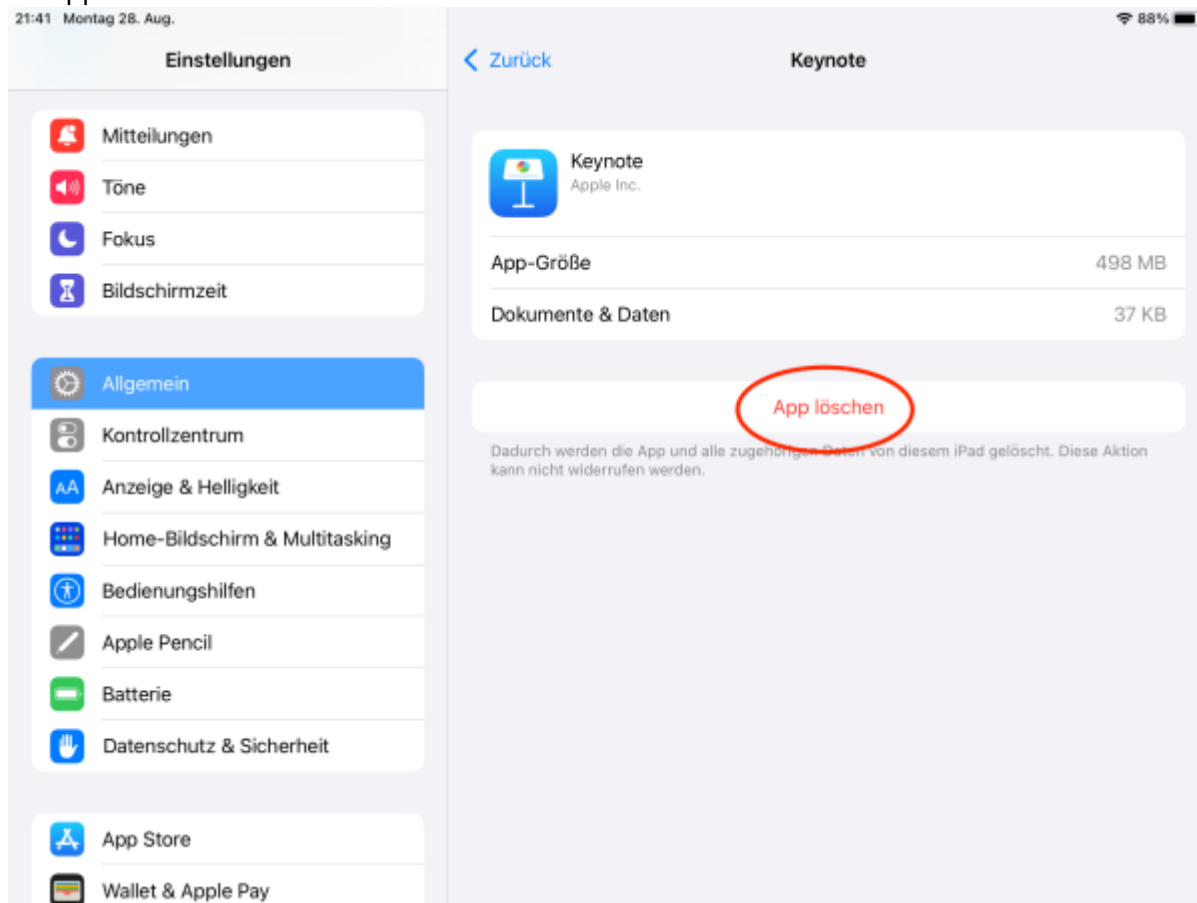 21:41 Montag 28. Aug.
88%
Einstellungen
Mitteilungen
Töne
Fokus
Bildschirmzeit
Allgemein
Kontrollzentrum
AA
Anzeige & Helligkeit
Home-Bildschirm & Multitasking
Bedienungshilfen
Apple Pencil
Batterie
Datenschutz & Sicherheit
App Store
Wallet & Apple Pay
Zurück
Keynote
Keynote
Apple Inc.
App-Größe 498 MB
Dokumente & Daten 37 KB
App löschen
Dadurch werden die App und alle zugehörigen Daten von diesem iPad gelöscht. Diese Aktion
kann nicht widerrufen werden.